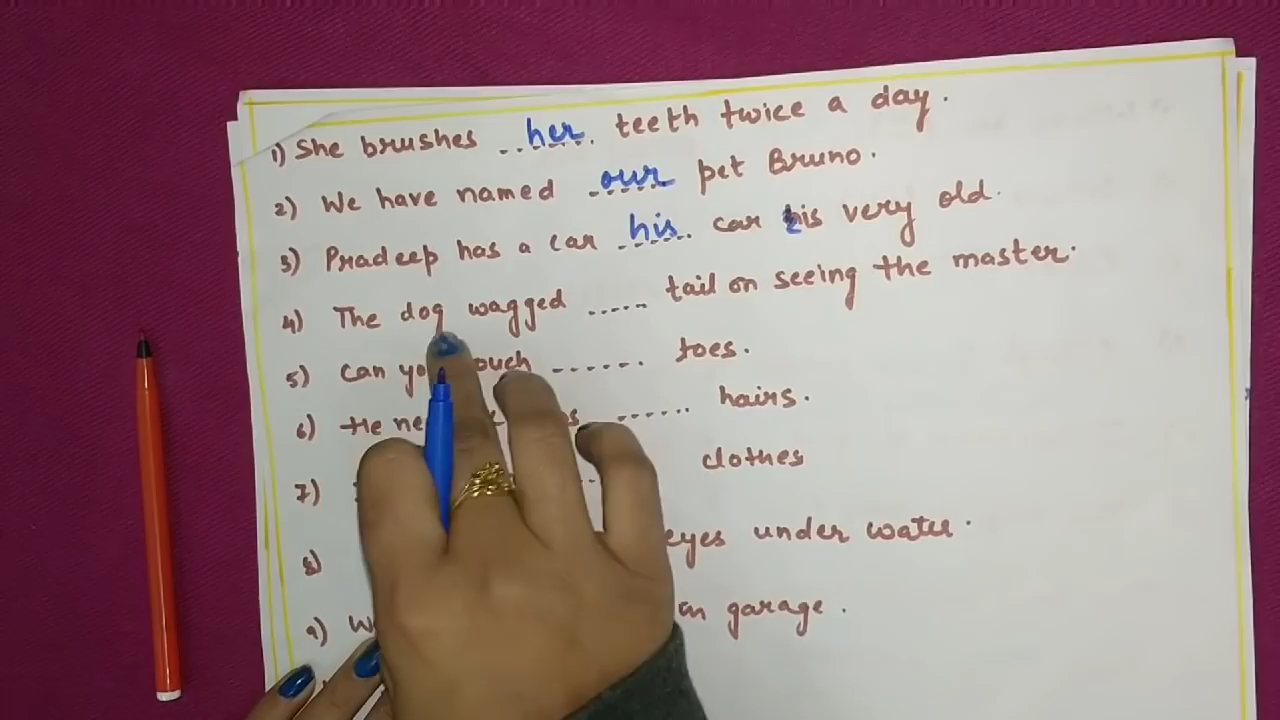 1) She brushes ..her.. teeth twice a day.
2) We have named ..our.. pet Bruno.
3) Pradeep has a car ..his.. car is very old.
4) The dog wagged ..... tail on seeing the master.
5) Can you touch ...... toes.
6) He ...... hairs.
7) clothes
8) eyes under water.
9) garage.